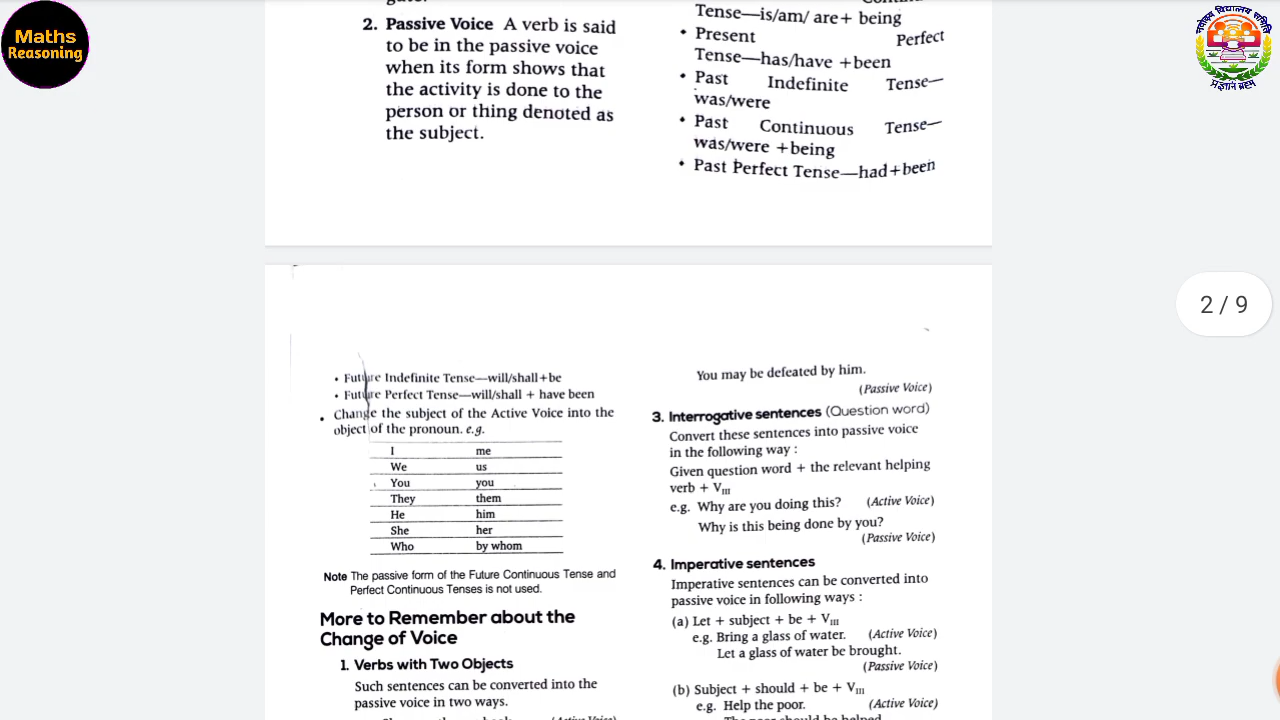 Maths
Reasoning
2. Passive Voice A verb is said
to be in the passive voice
when its form shows that
the activity is done to the
person or thing denoted as
the subject.
Tense—is/am/ are+ being
• Present Perfect
Tense—has/have +been
• Past Indefinite Tense—
was/were
• Past Continuous Tense—
was/were +being
• Past Perfect Tense—had+been
नवोदय विद्यालय समिति
प्रज्ञानं ब्रह्म
2 / 9
• Future Indefinite Tense—will/shall+be
• Future Perfect Tense—will/shall + have been
• Change the subject of the Active Voice into the
object of the pronoun. e.g.
I me
We us
You you
They them
He him
She her
Who by whom
Note The passive form of the Future Continuous Tense and
Perfect Continuous Tenses is not used.
More to Remember about the
Change of Voice
1. Verbs with Two Objects
Such sentences can be converted into the
passive voice in two ways.
You may be defeated by him.
(Passive Voice)
3. Interrogative sentences (Question word)
Convert these sentences into passive voice
in the following way :
Given question word + the relevant helping
verb + VIII
e.g. Why are you doing this? (Active Voice)
Why is this being done by you?
(Passive Voice)
4. Imperative sentences
Imperative sentences can be converted into
passive voice in following ways :
(a) Let + subject + be + VIII
e.g. Bring a glass of water. (Active Voice)
Let a glass of water be brought.
(Passive Voice)
(b) Subject + should + be + VIII
e.g. Help the poor. (Active Voice)
The poor should be helped